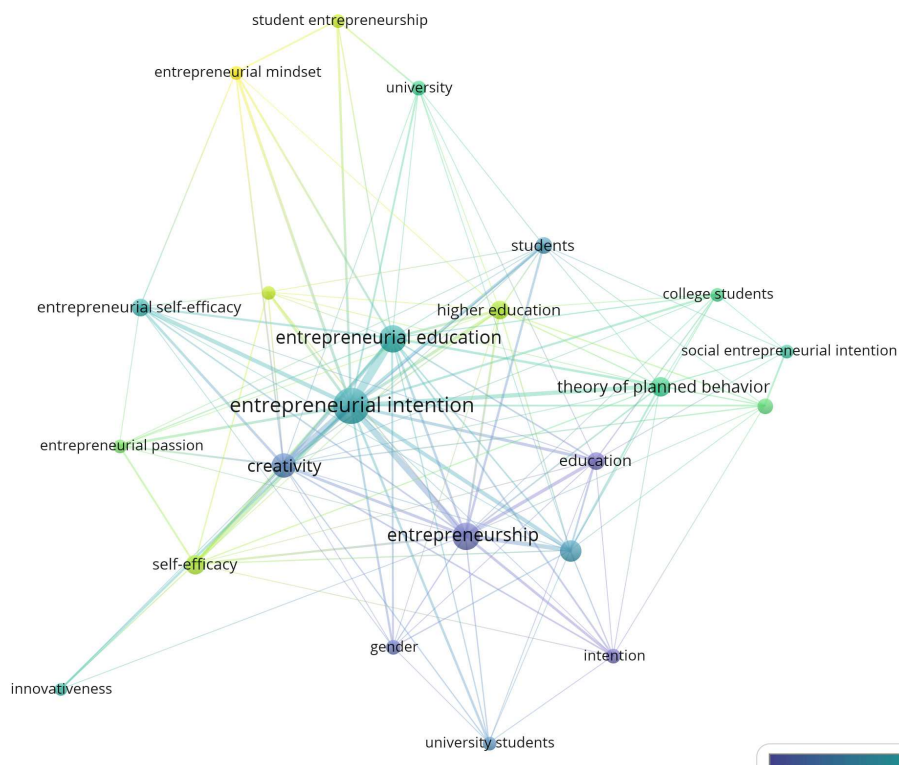 student entrepreneurship
entrepreneurial mindset
university
students
college students
entrepreneurial self-efficacy
higher education
entrepreneurial education
social entrepreneurial intention
theory of planned behavior
entrepreneurial intention
entrepreneurial passion
creativity
education
entrepreneurship
self-efficacy
gender
intention
innovativeness
university students